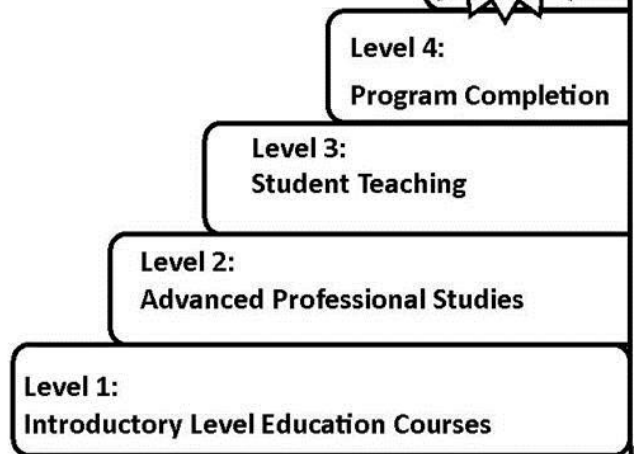 Level 4:
Program Completion
Level 3:
Student Teaching
Level 2:
Advanced Professional Studies
Level 1:
Introductory Level Education Courses